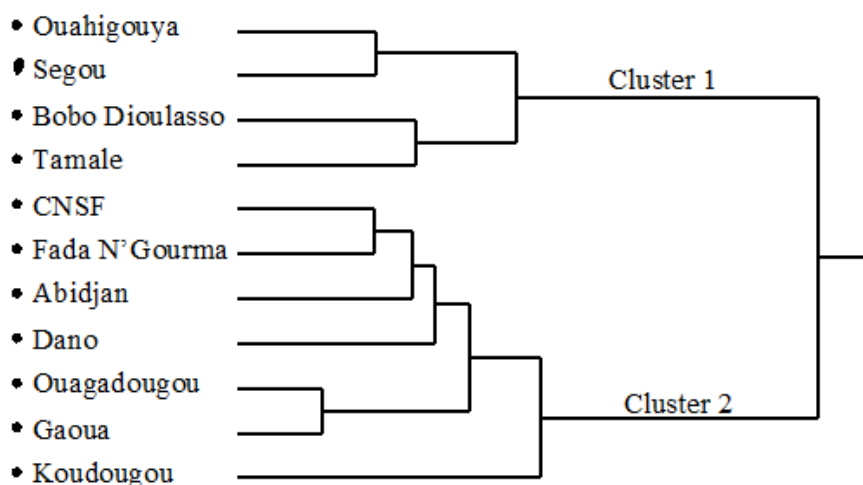 Ouahigouya
Segou
Cluster 1
Bobo Dioulasso
Tamale
CNSF
Fada N’Gourma
Abidjan
Dano
Ouagadougou
Cluster 2
Gaoua
Koudougou